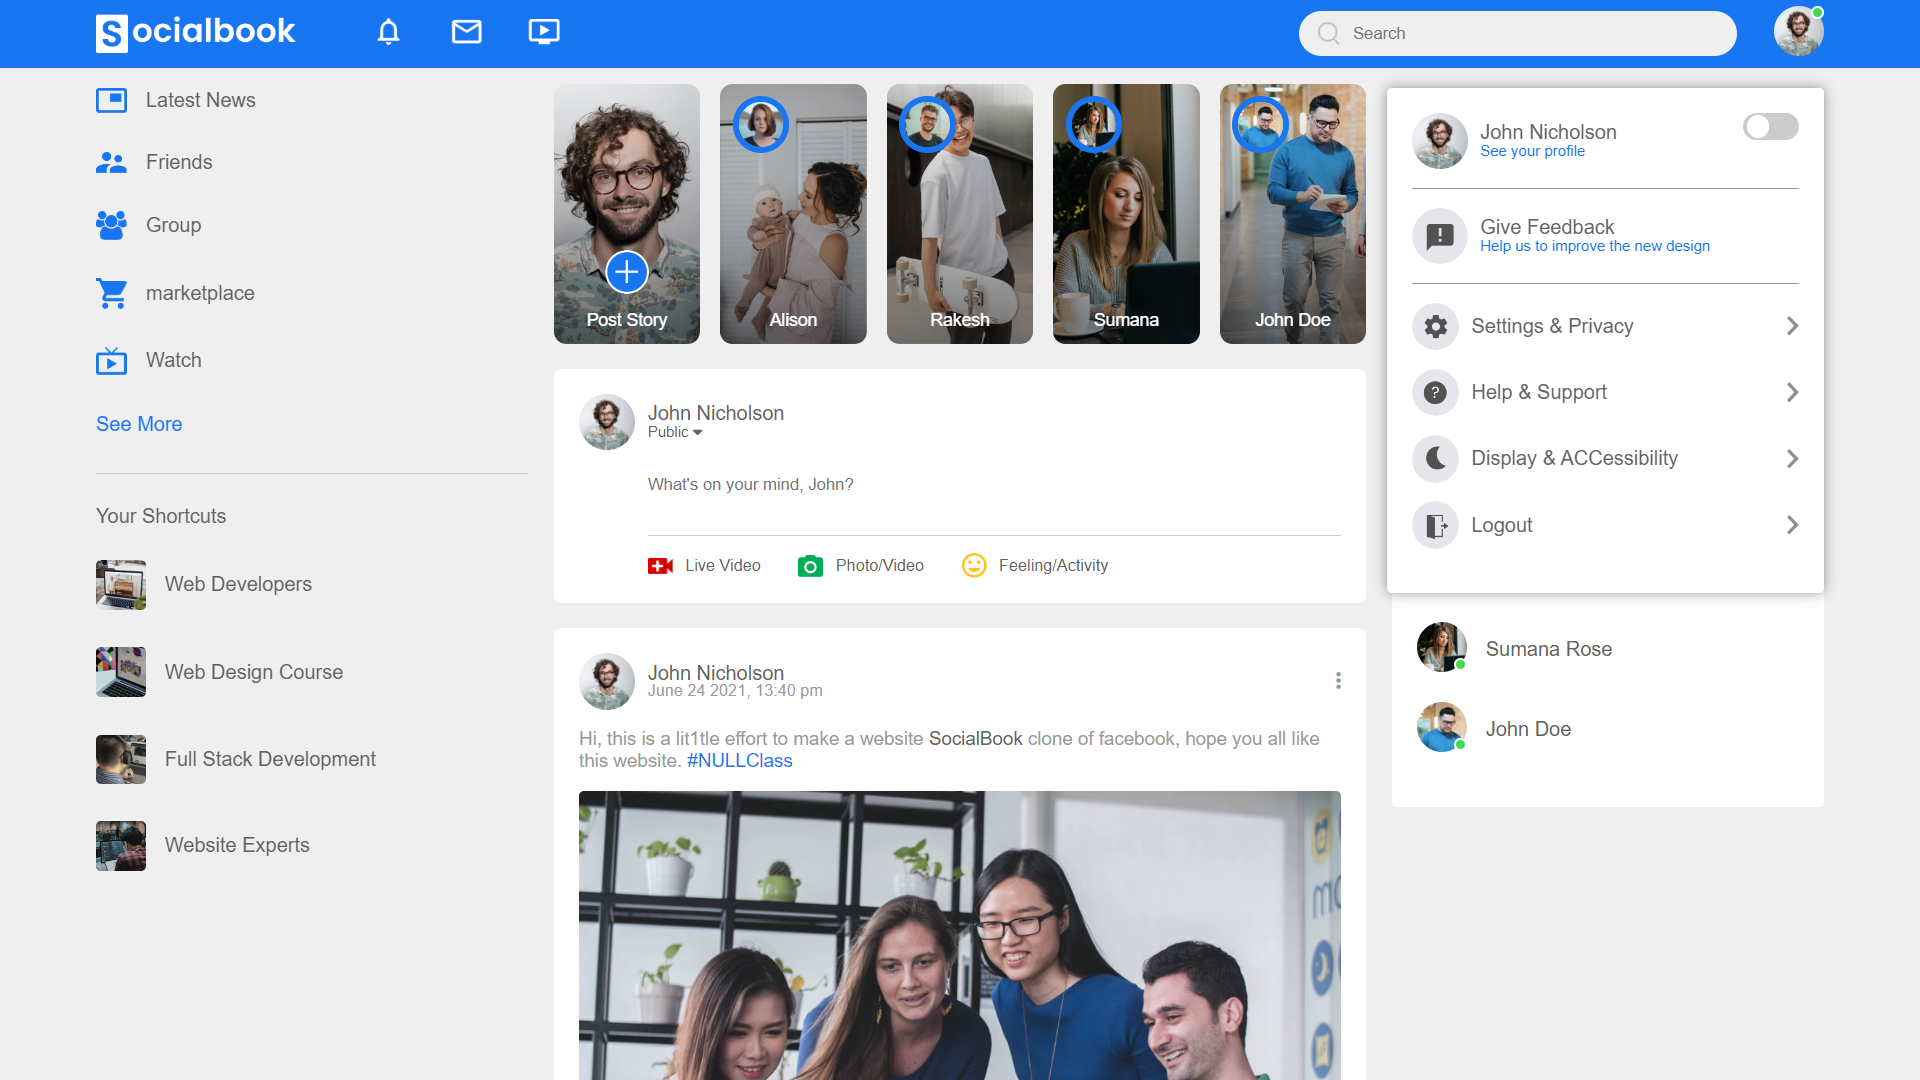 Socialbook
Search
Latest News
Friends
Group
marketplace
Watch
See More
Your Shortcuts
Web Developers
Web Design Course
Full Stack Development
Website Experts
Post Story
Alison
Rakesh
Sumana
John Doe
John Nicholson
Public
What's on your mind, John?
Live Video
Photo/Video
Feeling/Activity
John Nicholson
June 24 2021, 13:40 pm
Hi, this is a lit1tle effort to make a website SocialBook clone of facebook, hope you all like
this website. #NULLClass
John Nicholson
See your profile
Give Feedback
Help us to improve the new design
Settings & Privacy
Help & Support
Display & ACCessibility
Logout
Sumana Rose
John Doe